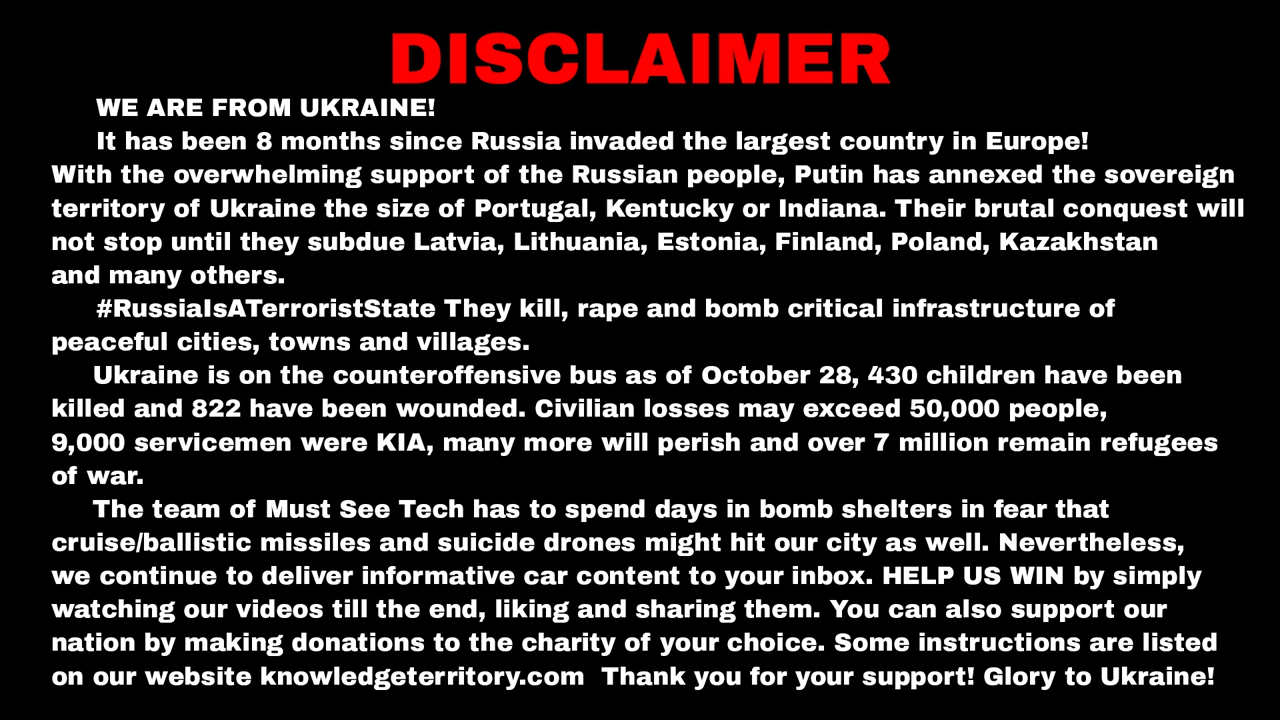 DISCLAIMER
WE ARE FROM UKRAINE!
It has been 8 months since Russia invaded the largest country in Europe!
With the overwhelming support of the Russian people, Putin has annexed the sovereign
territory of Ukraine the size of Portugal, Kentucky or Indiana. Their brutal conquest will
not stop until they subdue Latvia, Lithuania, Estonia, Finland, Poland, Kazakhstan
and many others.
#RussiaIsATerroristState They kill, rape and bomb critical infrastructure of
peaceful cities, towns and villages.
Ukraine is on the counteroffensive bus as of October 28, 430 children have been
killed and 822 have been wounded. Civilian losses may exceed 50,000 people,
9,000 servicemen were KIA, many more will perish and over 7 million remain refugees
of war.
The team of Must See Tech has to spend days in bomb shelters in fear that
cruise/ballistic missiles and suicide drones might hit our city as well. Nevertheless,
we continue to deliver informative car content to your inbox. HELP US WIN by simply
watching our videos till the end, liking and sharing them. You can also support our
nation by making donations to the charity of your choice. Some instructions are listed
on our website knowledgeterritory.com  Thank you for your support! Glory to Ukraine!